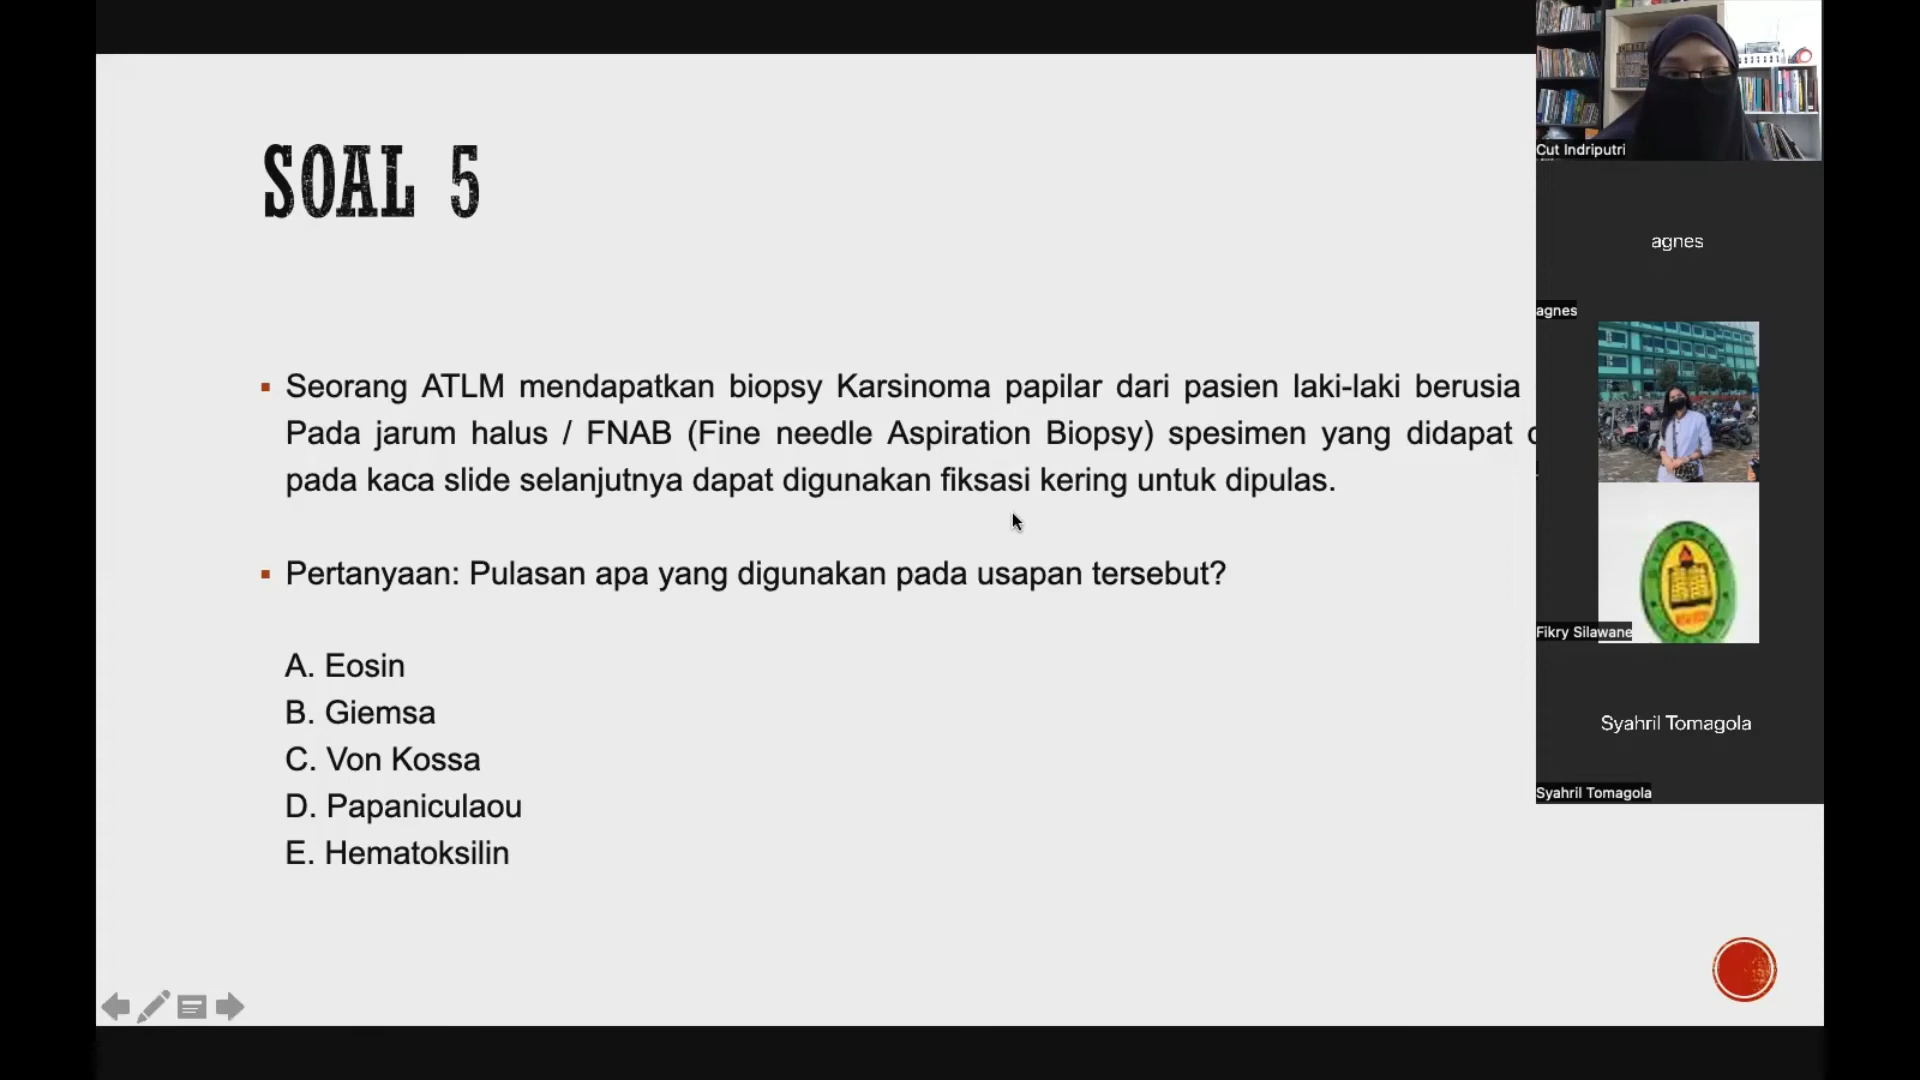 SOAL 5
Seorang ATLM mendapatkan biopsy Karsinoma papilar dari pasien laki-laki berusia
Pada jarum halus / FNAB (Fine needle Aspiration Biopsy) spesimen yang didapat
pada kaca slide selanjutnya dapat digunakan fiksasi kering untuk dipulas.
Pertanyaan: Pulasan apa yang digunakan pada usapan tersebut?
A. Eosin
B. Giemsa
C. Von Kossa
D. Papaniculaou
E. Hematoksilin
Cut Indriputri
agnes
agnes
Fikry Silawane
Syahril Tomagola
Syahril Tomagola